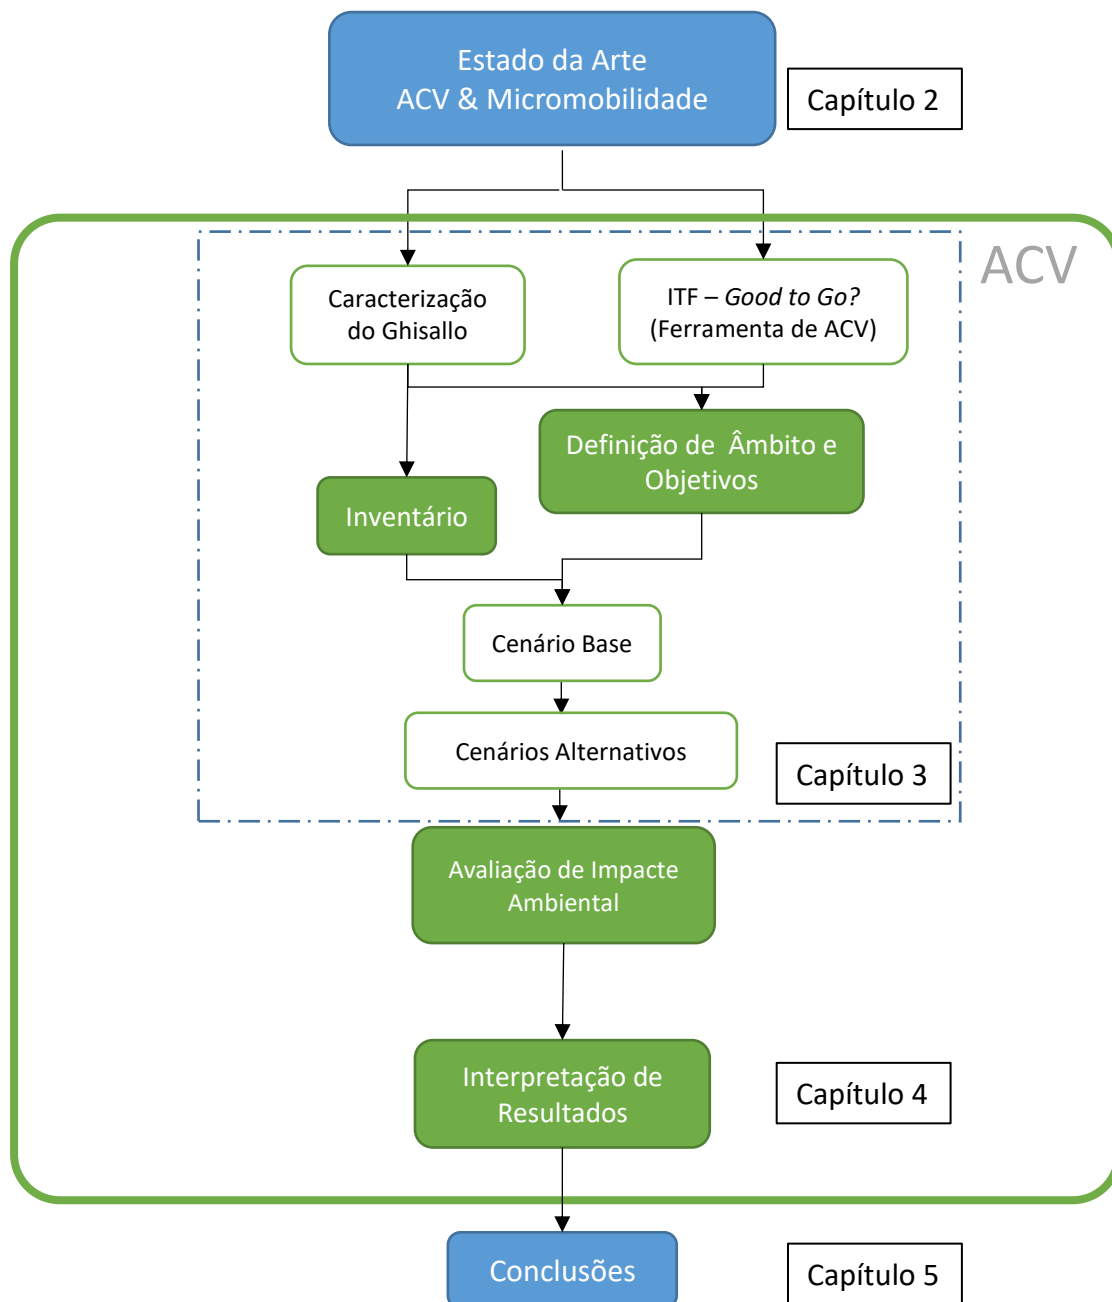 Estado da Arte
ACV & Micromobilidade
Capítulo 2
ACV
Caracterização
do Ghisallo
ITF – Good to Go?
(Ferramenta de ACV)
Definição de Âmbito e
Objetivos
Inventário
Cenário Base
Cenários Alternativos
Capítulo 3
Avaliação de Impacte
Ambiental
Interpretação de
Resultados
Capítulo 4
Conclusões
Capítulo 5